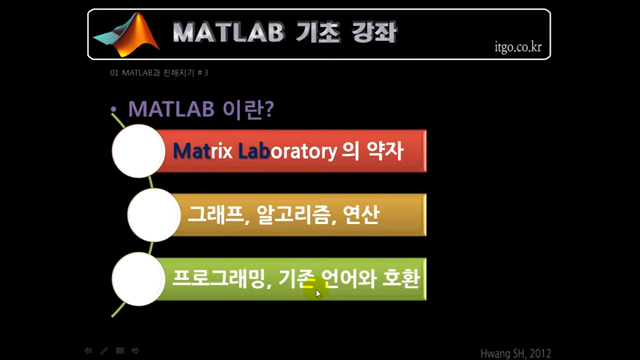 MATLAB 기초 강좌
itgo.co.kr
01 MATLAB과 친해지기 # 3
• MATLAB 이란?
Matrix Laboratory 의 약자
그래프, 알고리즘, 연산
프로그래밍, 기존 언어와 호환
Hwang SH, 2012